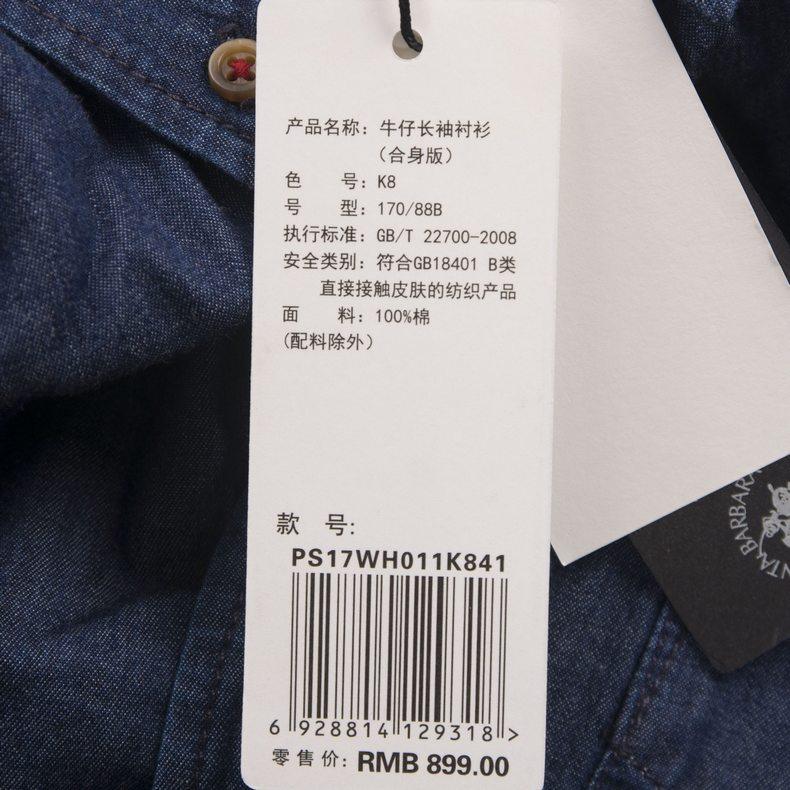 产品名称：牛仔长袖衬衫
（合身版）
色 号：K8
号 型：170/88B
执行标准：GB/T 22700-2008
安全类别：符合GB18401 B类
直接接触皮肤的纺织产品
面 料：100%棉
(配料除外）
款 号:
PS17WH011K841
6 928814 129318 >
零售价: RMB 899.00
NTA BARBARA